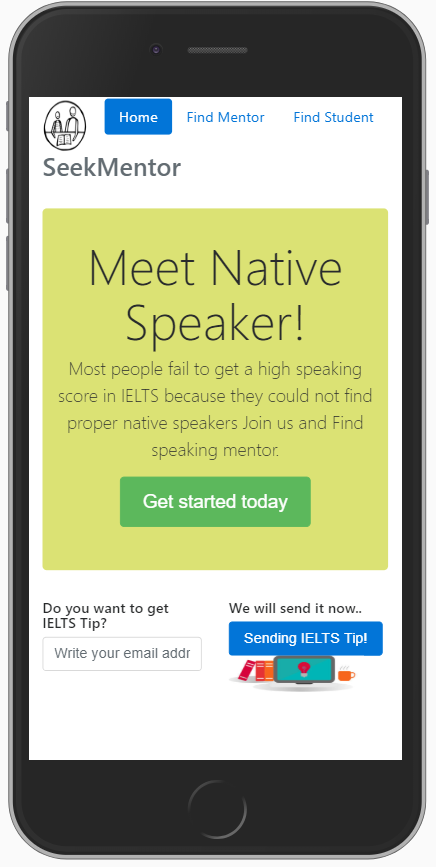 Home Find Mentor Find Student
SeekMentor
Meet Native
Speaker!
Most people fail to get a high speaking
score in IELTS because they could not find
proper native speakers Join us and Find
speaking mentor.
Get started today
Do you want to get
IELTS Tip?
Write your email addr
We will send it now..
Sending IELTS Tip!